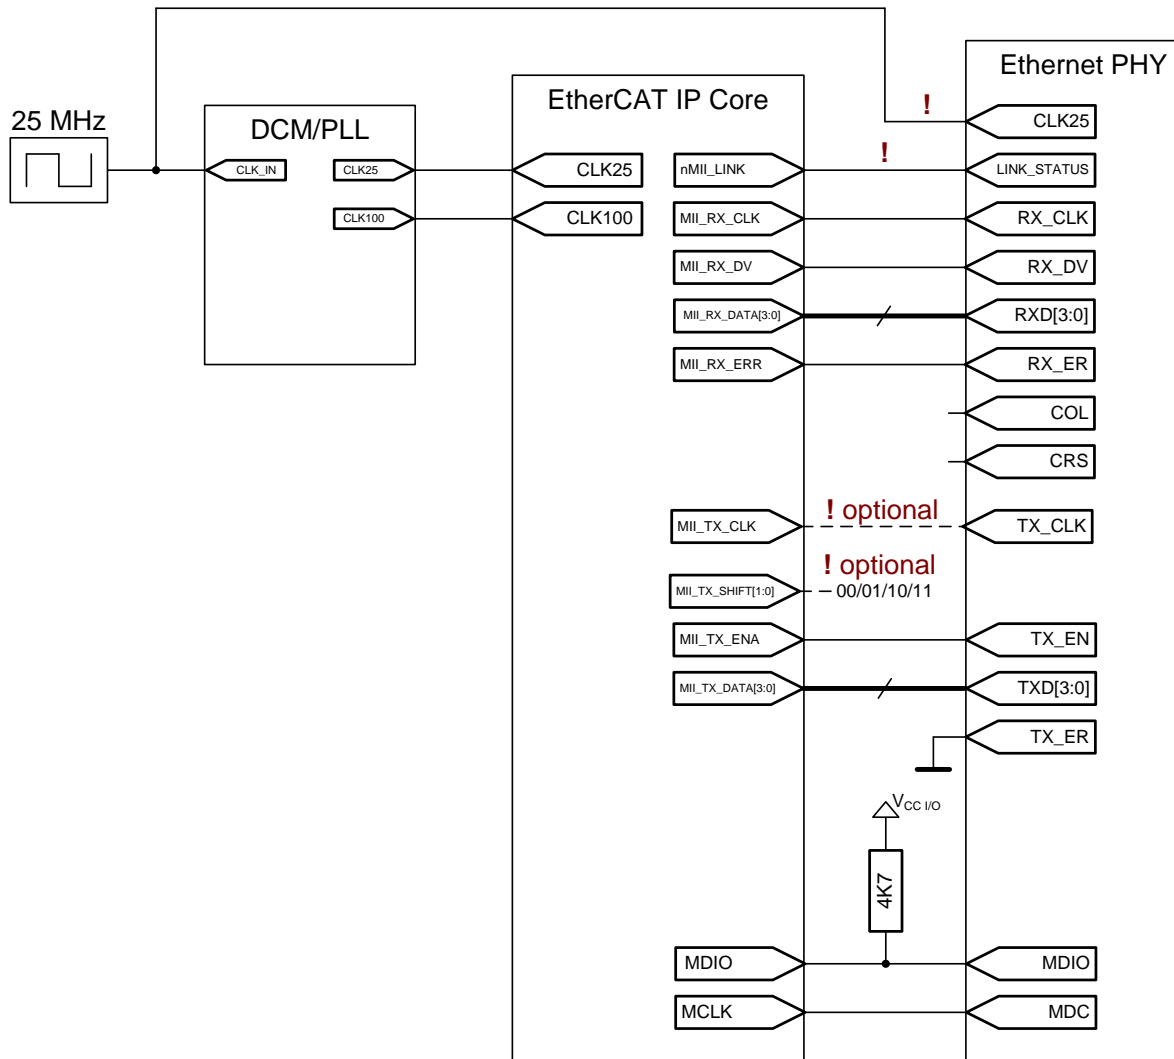 Ethernet PHY
EtherCAT IP Core
25 MHz
DCM/PLL
!
CLK25
!
CLK_IN
CLK25
CLK25
nMII_LINK
LINK_STATUS
CLK100
CLK100
MII_RX_CLK
RX_CLK
MII_RX_DV
RX_DV
MII_RX_DATA[3:0]
RXD[3:0]
MII_RX_ERR
RX_ER
COL
CRS
! optional
MII_TX_CLK
TX_CLK
! optional
MII_TX_SHIFT[1:0]
00/01/10/11
MII_TX_ENA
TX_EN
MII_TX_DATA[3:0]
TXD[3:0]
TX_ER
VCC I/O
4K7
MDIO
MDIO
MCLK
MDC